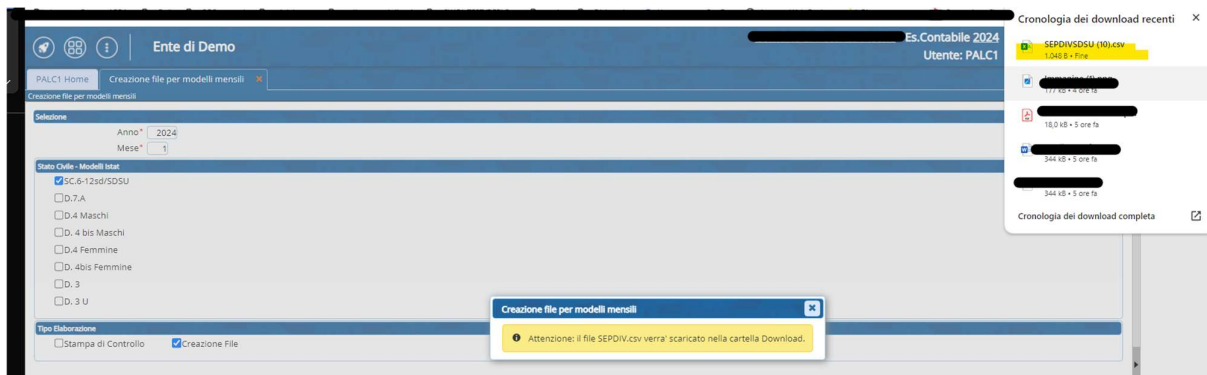 Cronologia dei download recenti
Ente di Demo
Es.Contabile 2024
Utente: PALC1
SEPDIVSDSU (10).csv
1.046 B • Fine
PALC1 Home
Creazione file per modelli mensili
Creazione file per modelli mensili
177 kB • 4 ore fa
Selezione
Anno* 2024
Mese* 1
18,0 kB • 5 ore fa
344 kB • 5 ore fa
344 kB • 5 ore fa
Cronologia dei download completa
Stato Civile - Modelli Istat
SC.6-12sd/SDSU
D.7.A
D.4 Maschi
D. 4 bis Maschi
D.4 Femmine
D. 4bis Femmine
D. 3
D. 3 U
Creazione file per modelli mensili
Attenzione: il file SEPDIV.csv verra' scaricato nella cartella Download.
Tipo Elaborazione
Stampa di Controllo
Creazione File